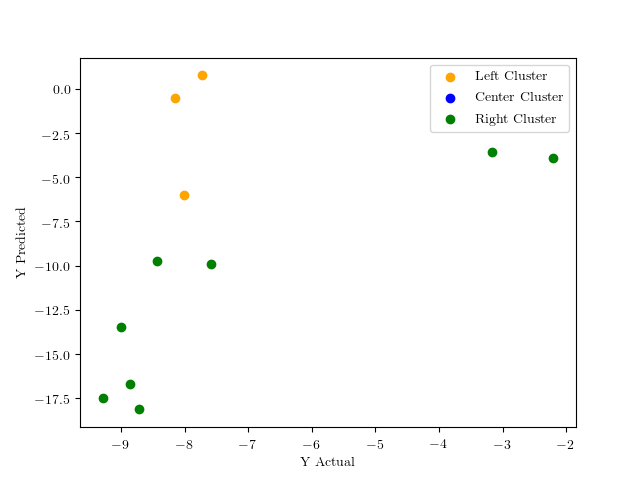 Left Cluster
Center Cluster
Right Cluster
0.0
−2.5
−5.0
−7.5
−10.0
−12.5
−15.0
−17.5
Y Predicted
−9 −8 −7 −6 −5 −4 −3 −2
Y Actual